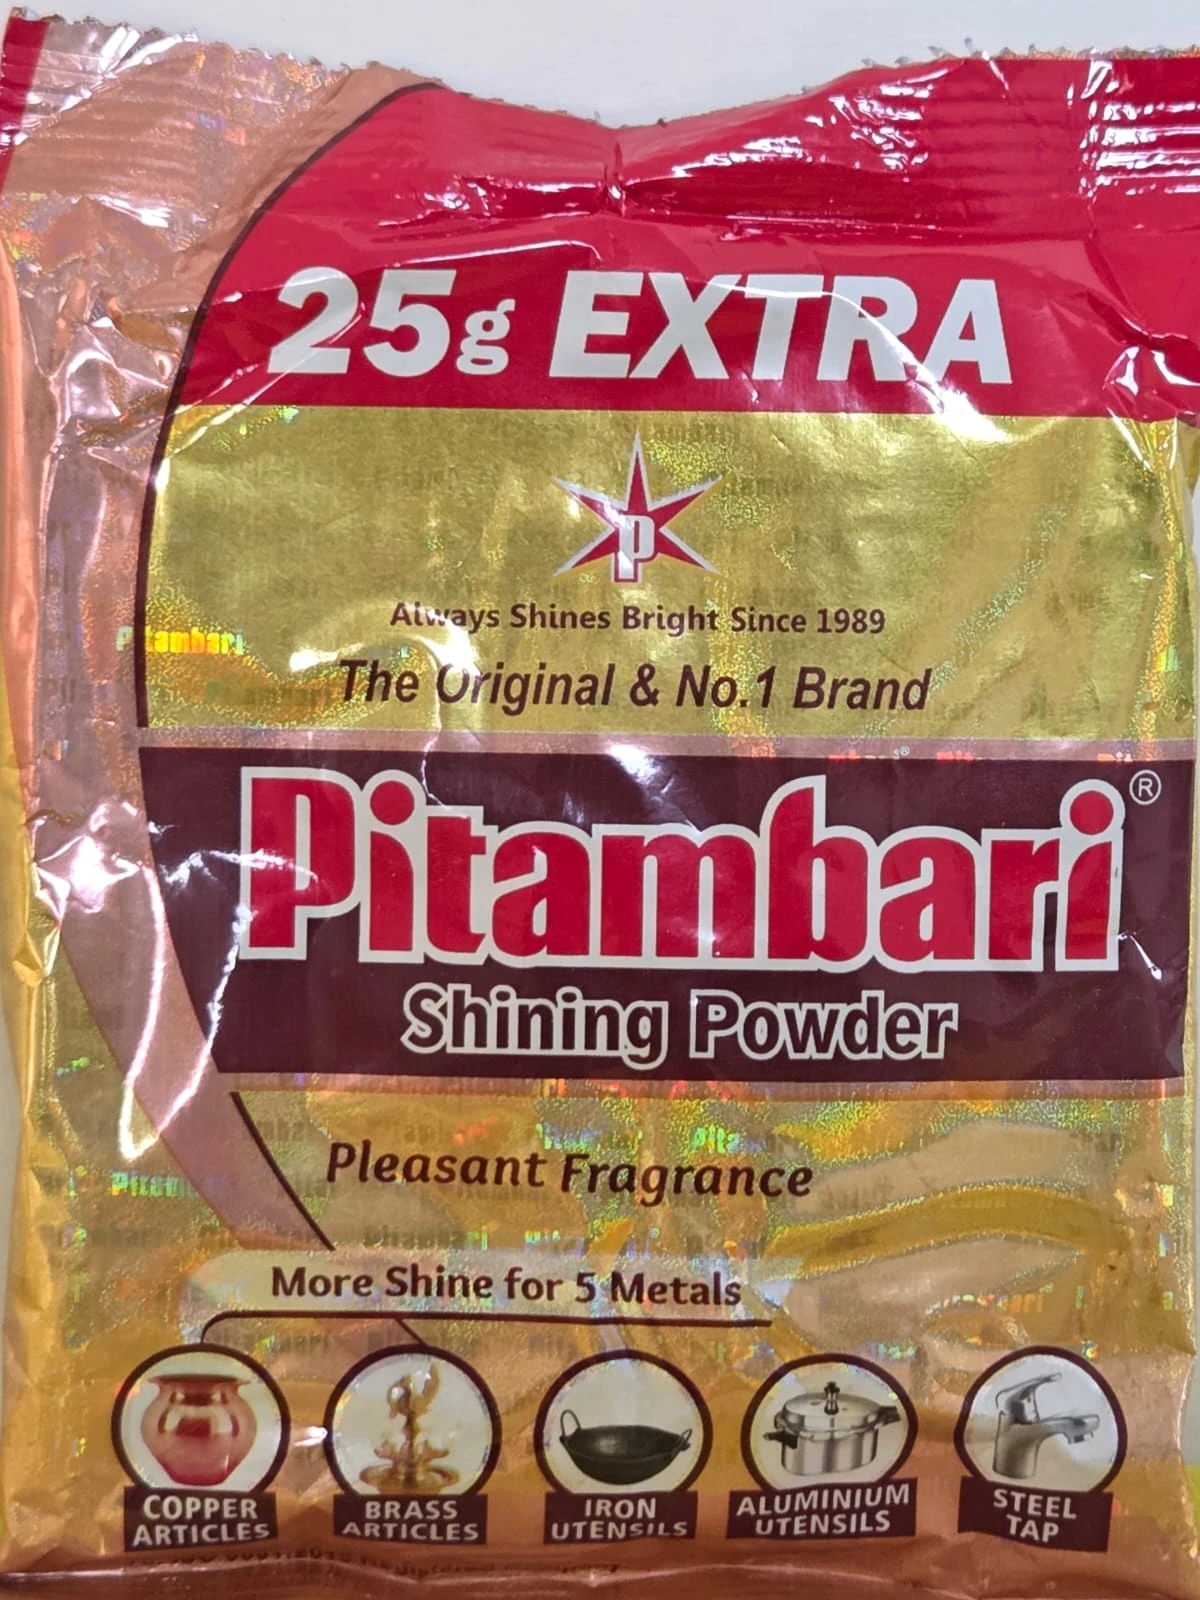 25g EXTRA
P
Always Shines Bright Since 1989
The Original & No.1 Brand
Pitambari®
Shining Powder
Pleasant Fragrance
More Shine for 5 Metals
COPPER
ARTICLES
BRASS
ARTICLES
IRON
UTENSILS
ALUMINIUM
UTENSILS
STEEL
TAP